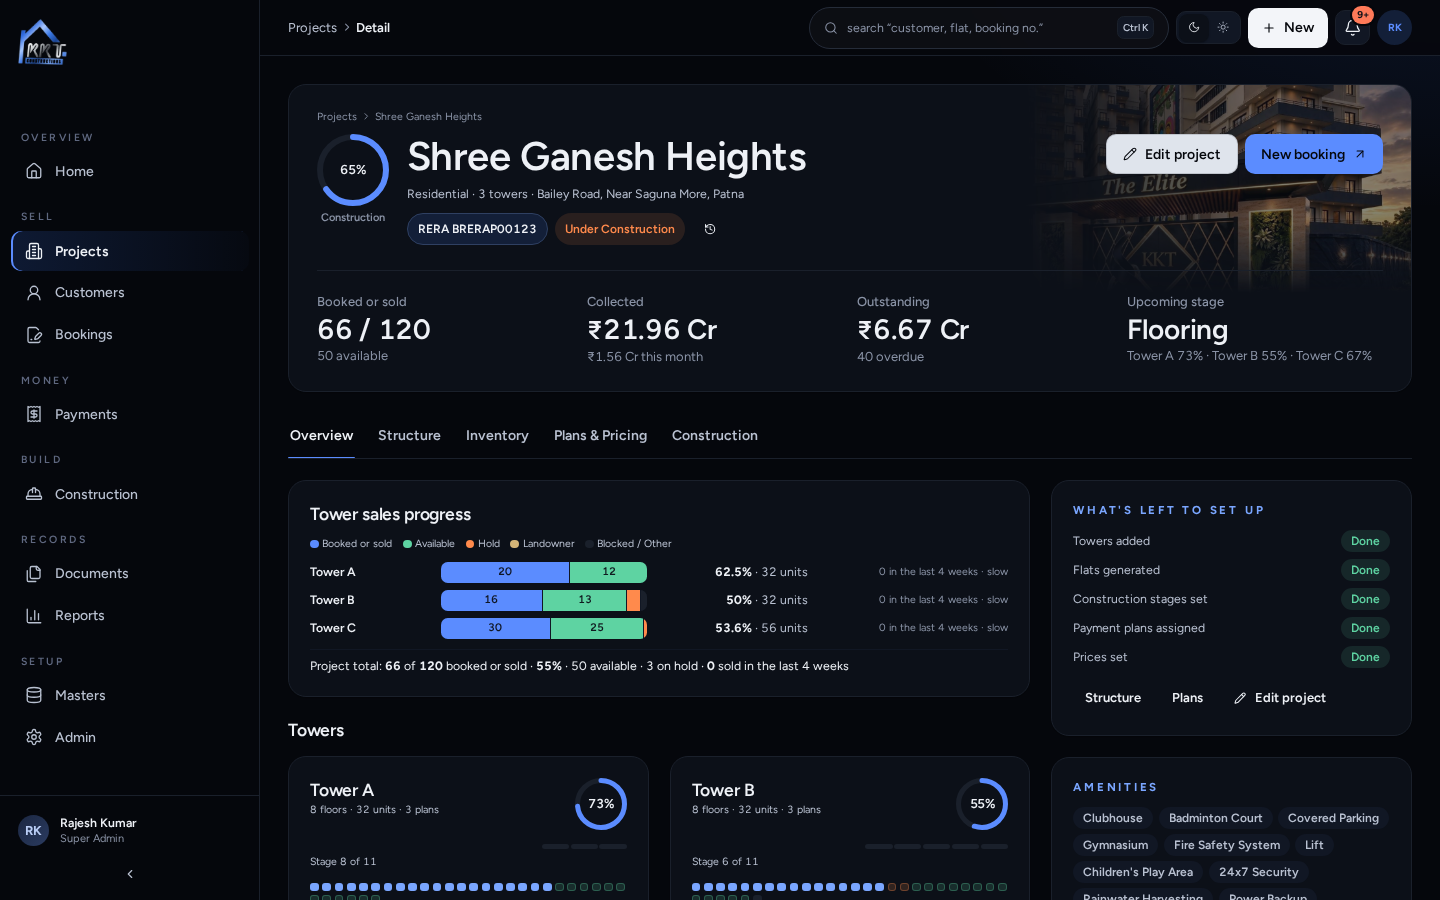 KKT
Projects > Detail
search “customer, flat, booking no.”
Ctrl K
+ New
9+
RK
OVERVIEW
Home
SELL
Projects
Customers
Bookings
MONEY
Payments
BUILD
Construction
RECORDS
Documents
Reports
SETUP
Masters
Admin
RK
Rajesh Kumar
Super Admin
Projects > Shree Ganesh Heights
65%
Construction
Shree Ganesh Heights
Residential · 3 towers · Bailey Road, Near Saguna More, Patna
RERA BRERAP00123
Under Construction
Edit project
New booking
The Elite
KKT
Booked or sold
66 / 120
50 available
Collected
₹21.96 Cr
₹1.56 Cr this month
Outstanding
₹6.67 Cr
40 overdue
Upcoming stage
Flooring
Tower A 73% · Tower B 55% · Tower C 67%
Overview
Structure
Inventory
Plans & Pricing
Construction
Tower sales progress
Booked or sold
Available
Hold
Landowner
Blocked / Other
Tower A 20 12 62.5% · 32 units 0 in the last 4 weeks · slow
Tower B 16 13 50% · 32 units 0 in the last 4 weeks · slow
Tower C 30 25 53.6% · 56 units 0 in the last 4 weeks · slow
Project total: 66 of 120 booked or sold · 55% · 50 available · 3 on hold · 0 sold in the last 4 weeks
Towers
Tower A
8 floors · 32 units · 3 plans
73%
Stage 8 of 11
Tower B
8 floors · 32 units · 3 plans
55%
Stage 6 of 11
WHAT'S LEFT TO SET UP
Towers added Done
Flats generated Done
Construction stages set Done
Payment plans assigned Done
Prices set Done
Structure
Plans
Edit project
AMENITIES
Clubhouse
Badminton Court
Covered Parking
Gymnasium
Fire Safety System
Lift
Children's Play Area
24x7 Security
Rainwater Harvesting
Power Backup